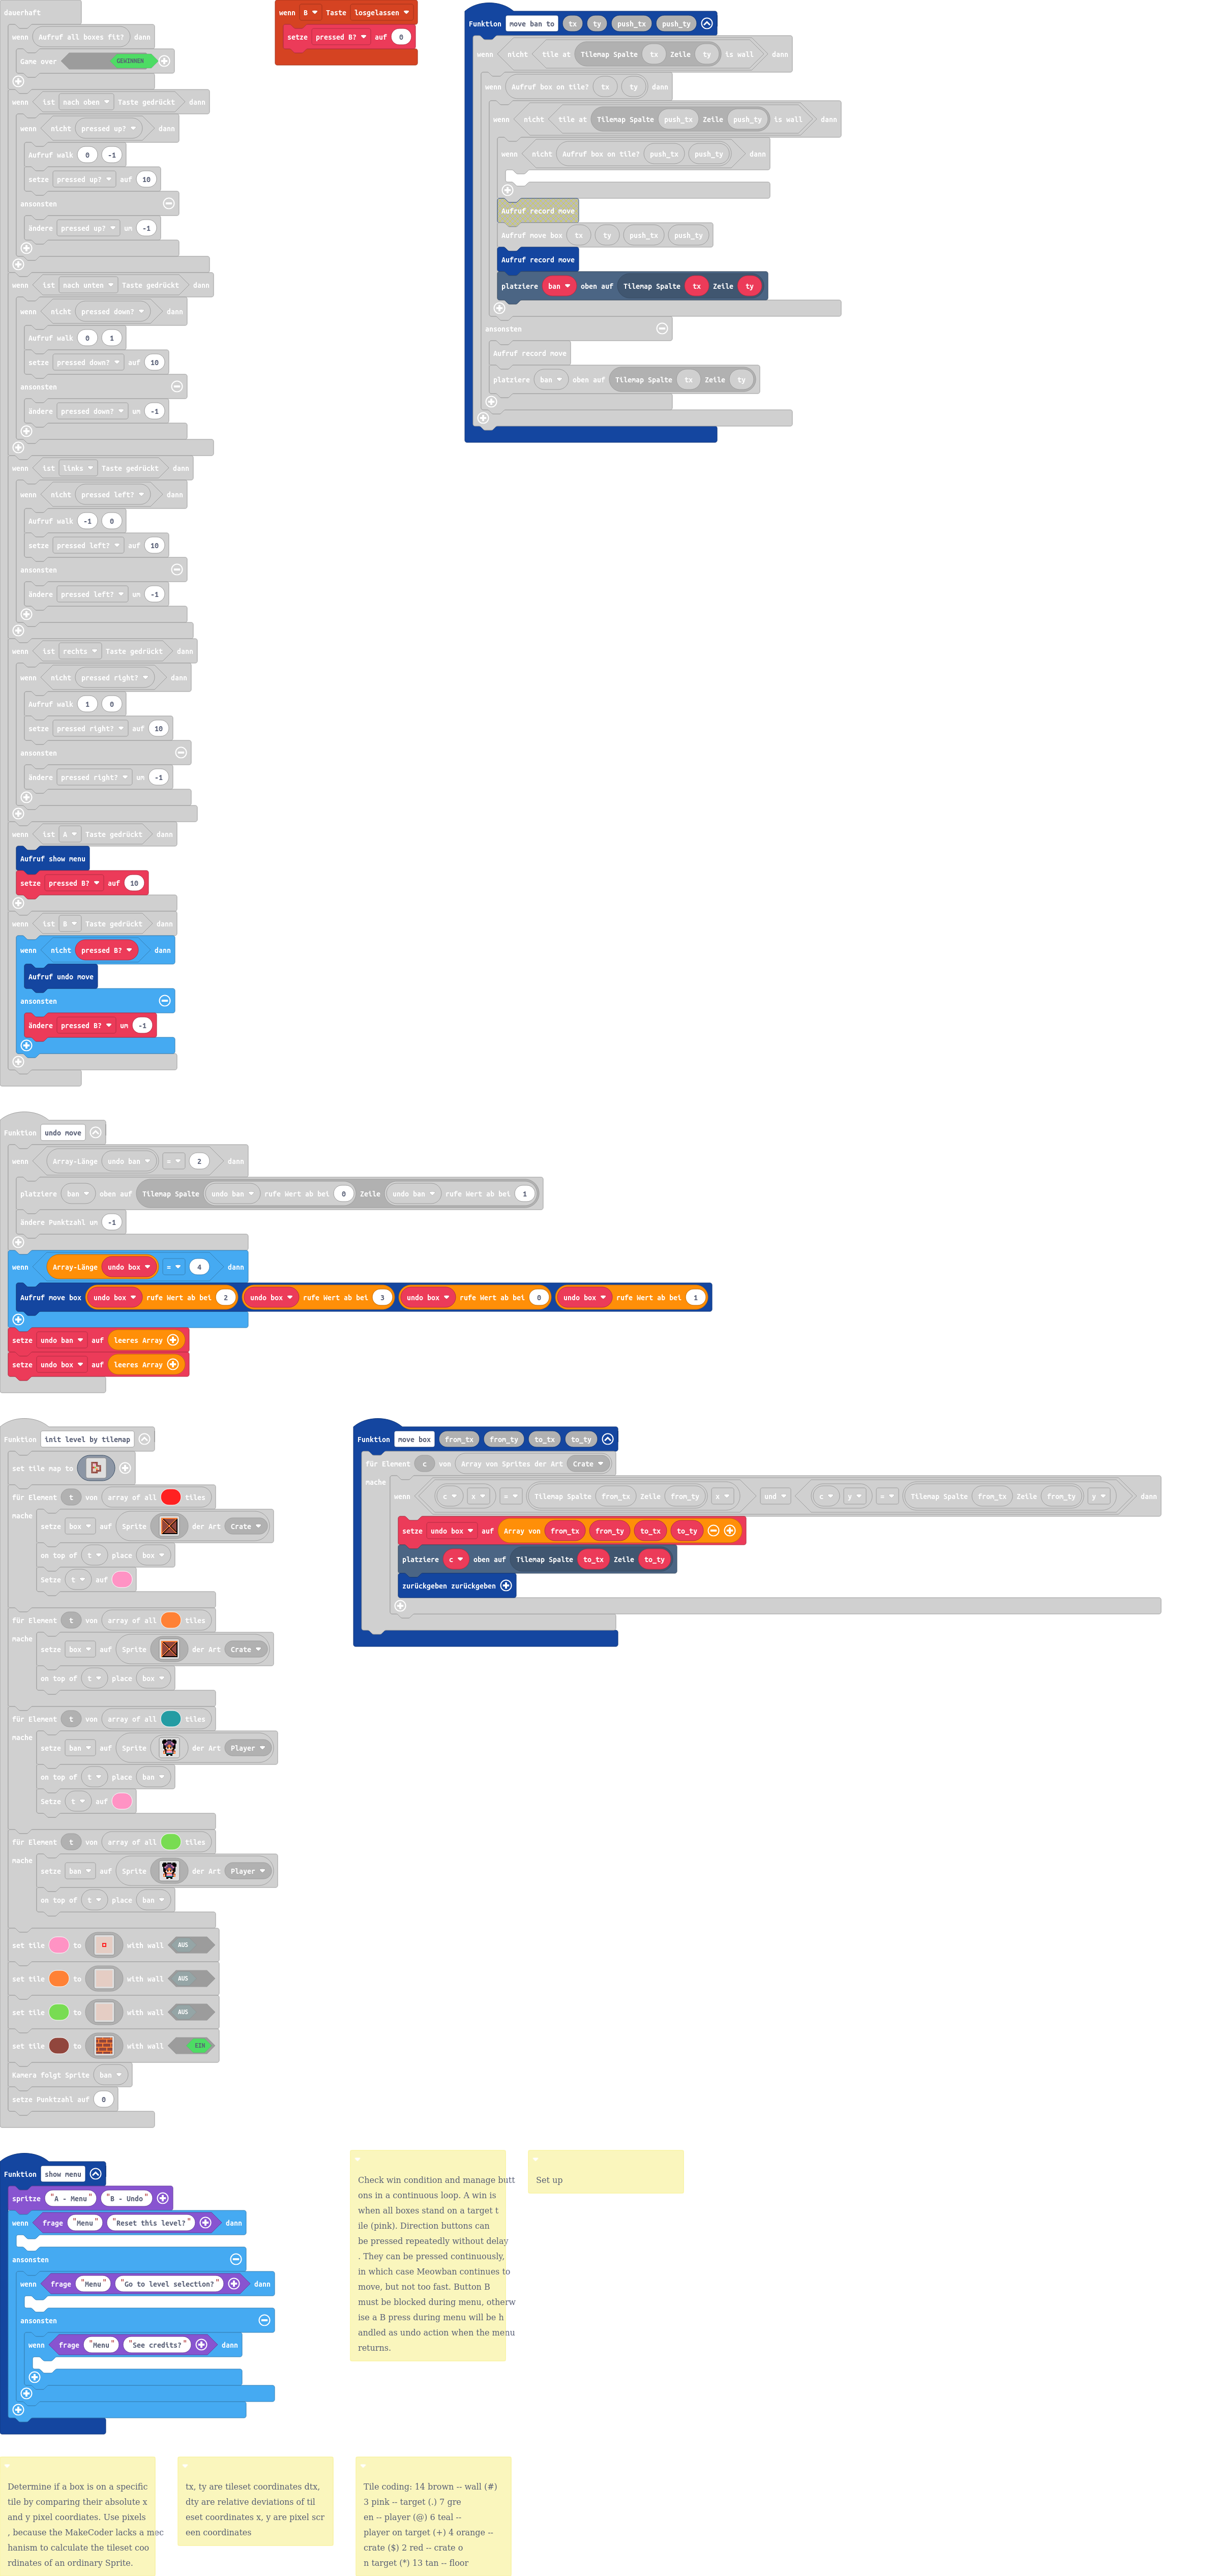 dauerhaft
wenn Aufruf all boxes fit? dann
Game over GEWINNEN
wenn ist nach oben Taste gedrückt dann
wenn nicht pressed up? dann
Aufruf walk 0 -1
setze pressed up? auf 10
ansonsten
ändere pressed up? um -1
wenn ist nach unten Taste gedrückt dann
wenn nicht pressed down? dann
Aufruf walk 0 1
setze pressed down? auf 10
ansonsten
ändere pressed down? um -1
wenn ist links Taste gedrückt dann
wenn nicht pressed left? dann
Aufruf walk -1 0
setze pressed left? auf 10
ansonsten
ändere pressed left? um -1
wenn ist rechts Taste gedrückt dann
wenn nicht pressed right? dann
Aufruf walk 1 0
setze pressed right? auf 10
ansonsten
ändere pressed right? um -1
wenn ist A Taste gedrückt dann
Aufruf show menu
setze pressed B? auf 10
wenn ist B Taste gedrückt dann
wenn nicht pressed B? dann
Aufruf undo move
ansonsten
ändere pressed B? um -1
wenn B Taste losgelassen
setze pressed B? auf 0
Funktion move ban to tx ty push_tx push_ty
wenn nicht tile at Tilemap Spalte tx Zeile ty is wall dann
wenn Aufruf box on tile? tx ty dann
wenn nicht tile at Tilemap Spalte push_tx Zeile push_ty is wall dann
wenn nicht Aufruf box on tile? push_tx push_ty dann
Aufruf record move
Aufruf move box tx ty push_tx push_ty
Aufruf record move
platziere ban oben auf Tilemap Spalte tx Zeile ty
ansonsten
Aufruf record move
platziere ban oben auf Tilemap Spalte tx Zeile ty
Funktion undo move
wenn Array-Länge undo ban = 2 dann
platziere ban oben auf Tilemap Spalte undo ban rufe Wert ab bei 0 Zeile undo ban rufe Wert ab bei 1
ändere Punktzahl um -1
wenn Array-Länge undo box = 4 dann
Aufruf move box undo box rufe Wert ab bei 2 undo box rufe Wert ab bei 3 undo box rufe Wert ab bei 0 undo box rufe Wert ab bei 1
setze undo ban auf leeres Array
setze undo box auf leeres Array
Funktion init level by tilemap
set tile map to
für Element t von array of all tiles
mache
setze box auf Sprite der Art Crate
on top of t place box
Setze t auf
für Element t von array of all tiles
mache
setze box auf Sprite der Art Crate
on top of t place box
für Element t von array of all tiles
mache
setze ban auf Sprite der Art Player
on top of t place ban
Setze t auf
für Element t von array of all tiles
mache
setze ban auf Sprite der Art Player
on top of t place ban
set tile to with wall AUS
set tile to with wall AUS
set tile to with wall AUS
set tile to with wall EIN
Kamera folgt Sprite ban
setze Punktzahl auf 0
Funktion move box from_tx from_ty to_tx to_ty
für Element c von Array von Sprites der Art Crate
mache
wenn c x = Tilemap Spalte from_tx Zeile from_ty x und c y = Tilemap Spalte from_tx Zeile from_ty y dann
setze undo box auf Array von from_tx from_ty to_tx to_ty
platziere c oben auf Tilemap Spalte to_tx Zeile to_ty
zurückgeben zurückgeben
Funktion show menu
spritze "A - Menu" "B - Undo"
wenn frage "Menu" "Reset this level?" dann
ansonsten
wenn frage "Menu" "Go to level selection?" dann
ansonsten
wenn frage "Menu" "See credits?" dann
Check win condition and manage butt
ons in a continuous loop. A win is
when all boxes stand on a target t
ile (pink). Direction buttons can
be pressed repeatedly without delay
. They can be pressed continuously,
in which case Meowban continues to
move, but not too fast. Button B
must be blocked during menu, otherw
ise a B press during menu will be h
andled as undo action when the menu
returns.
Set up
Determine if a box is on a specific
tile by comparing their absolute x
and y pixel coordiates. Use pixels
, because the MakeCoder lacks a mec
hanism to calculate the tileset coo
rdinates of an ordinary Sprite.
tx, ty are tileset coordinates dtx,
dty are relative deviations of til
eset coordinates x, y are pixel scr
een coordinates
Tile coding: 14 brown -- wall (#)
3 pink -- target (.) 7 gre
en -- player (@) 6 teal --
player on target (+) 4 orange --
crate ($) 2 red -- crate o
n target (*) 13 tan -- floor